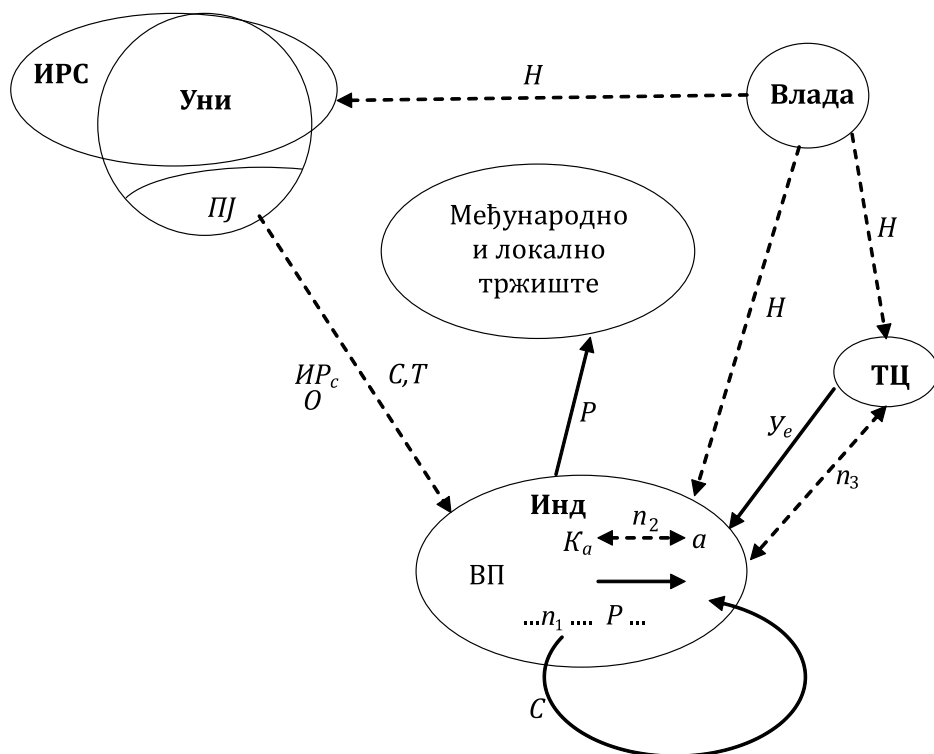 ИРС
Уни
ПЈ
Н
Влада
Међународно
и локално
тржиште
Н
Н
ТЦ
ИРс
О
С,Т
Р
Уе
n3
Инд
Ка
n2
а
ВП
...n1 .... Р ...
С